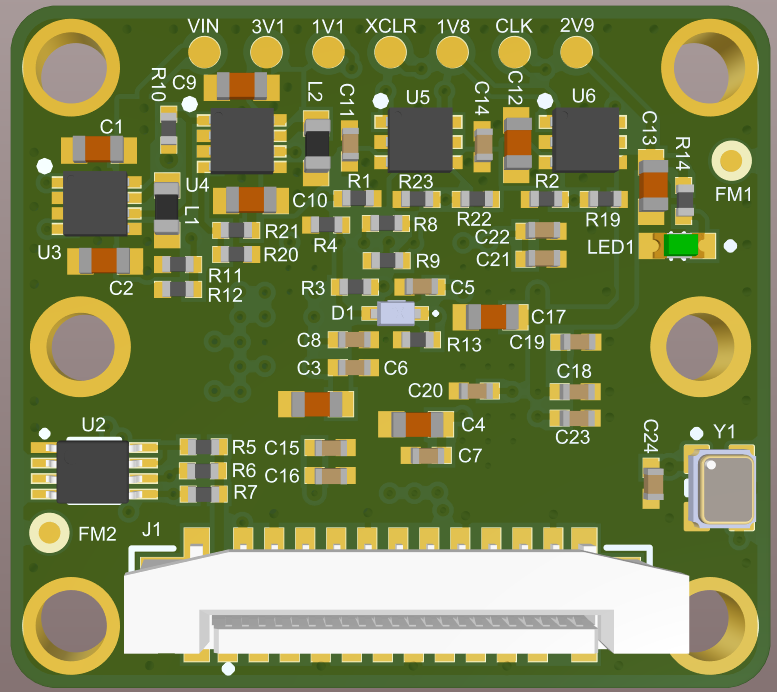 VIN 3V1 1V1 XCLR 1V8 CLK 2V9
R10
C9
L2
C11
U5
C14
C12
U6
C13
R14
C1
U4
L1
U3
C2
C10
R21
R20
R11
R12
R1
R23
R4
R8
R22
R2
R19
FM1
LED1
C22
C21
R9
R3
C5
D1
C17
C8
R13
C19
C3
C6
C20
C18
C4
C23
U2
R5
R6
R7
C15
C16
C7
C24
Y1
FM2
J1